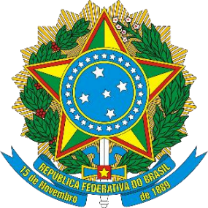 REPÚBLICA FEDERATIVA DO BRASIL
15 de Novembro
de 1889